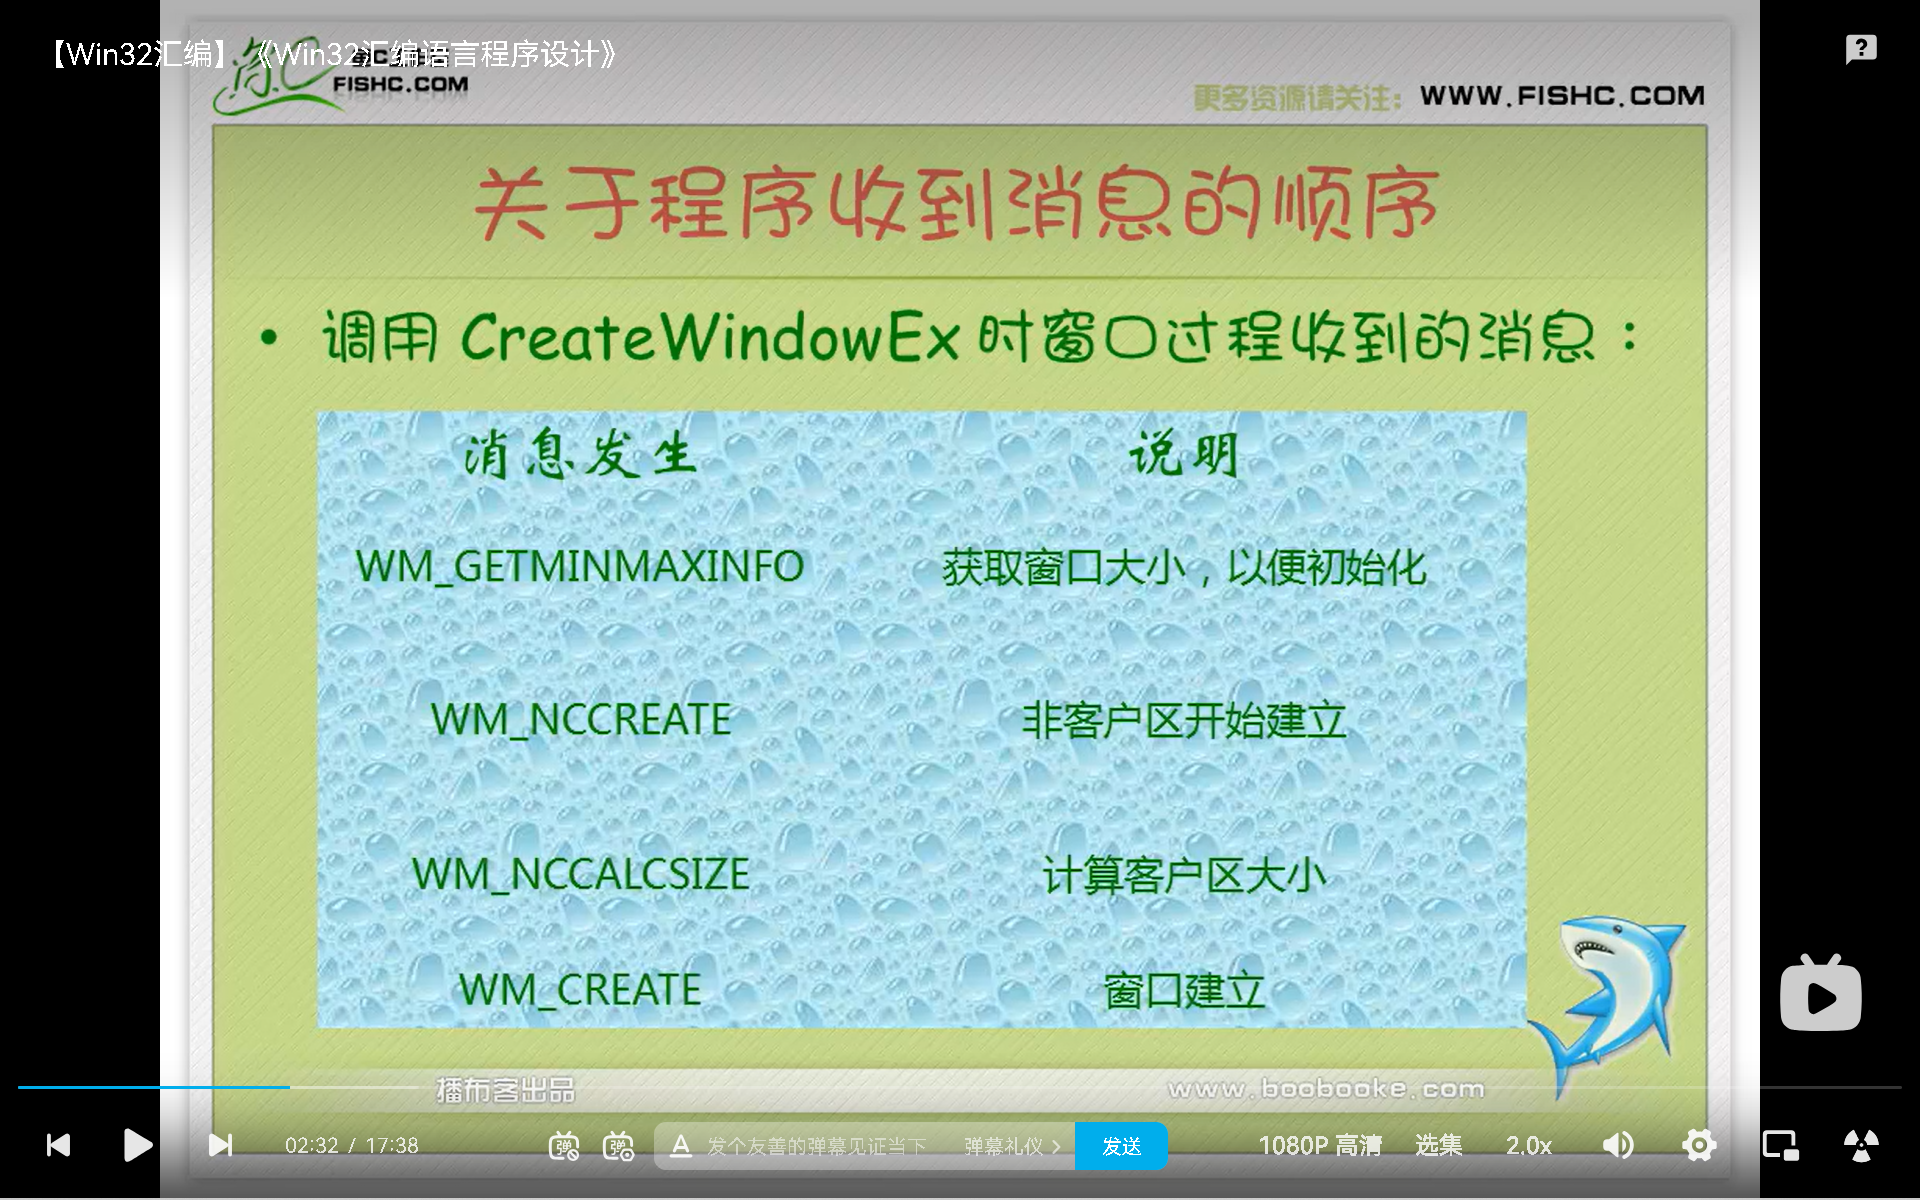 【Win32汇编】《Win32汇编语言程序设计》
FISHC.COM
更多资源请关注：WWW.FISHC.COM
关于程序收到消息的顺序
• 调用 CreateWindowEx 时窗口过程收到的消息：
消息发生 说明
WM_GETMINMAXINFO 获取窗口大小，以便初始化
WM_NCCREATE 非客户区开始建立
WM_NCCALCSIZE 计算客户区大小
WM_CREATE 窗口建立
播布客出品 www.boobooke.com
02:32 / 17:38 弹 弹 A 发个友善的弹幕见证当下 弹幕礼仪 > 发送 1080P 高清 选集 2.0x